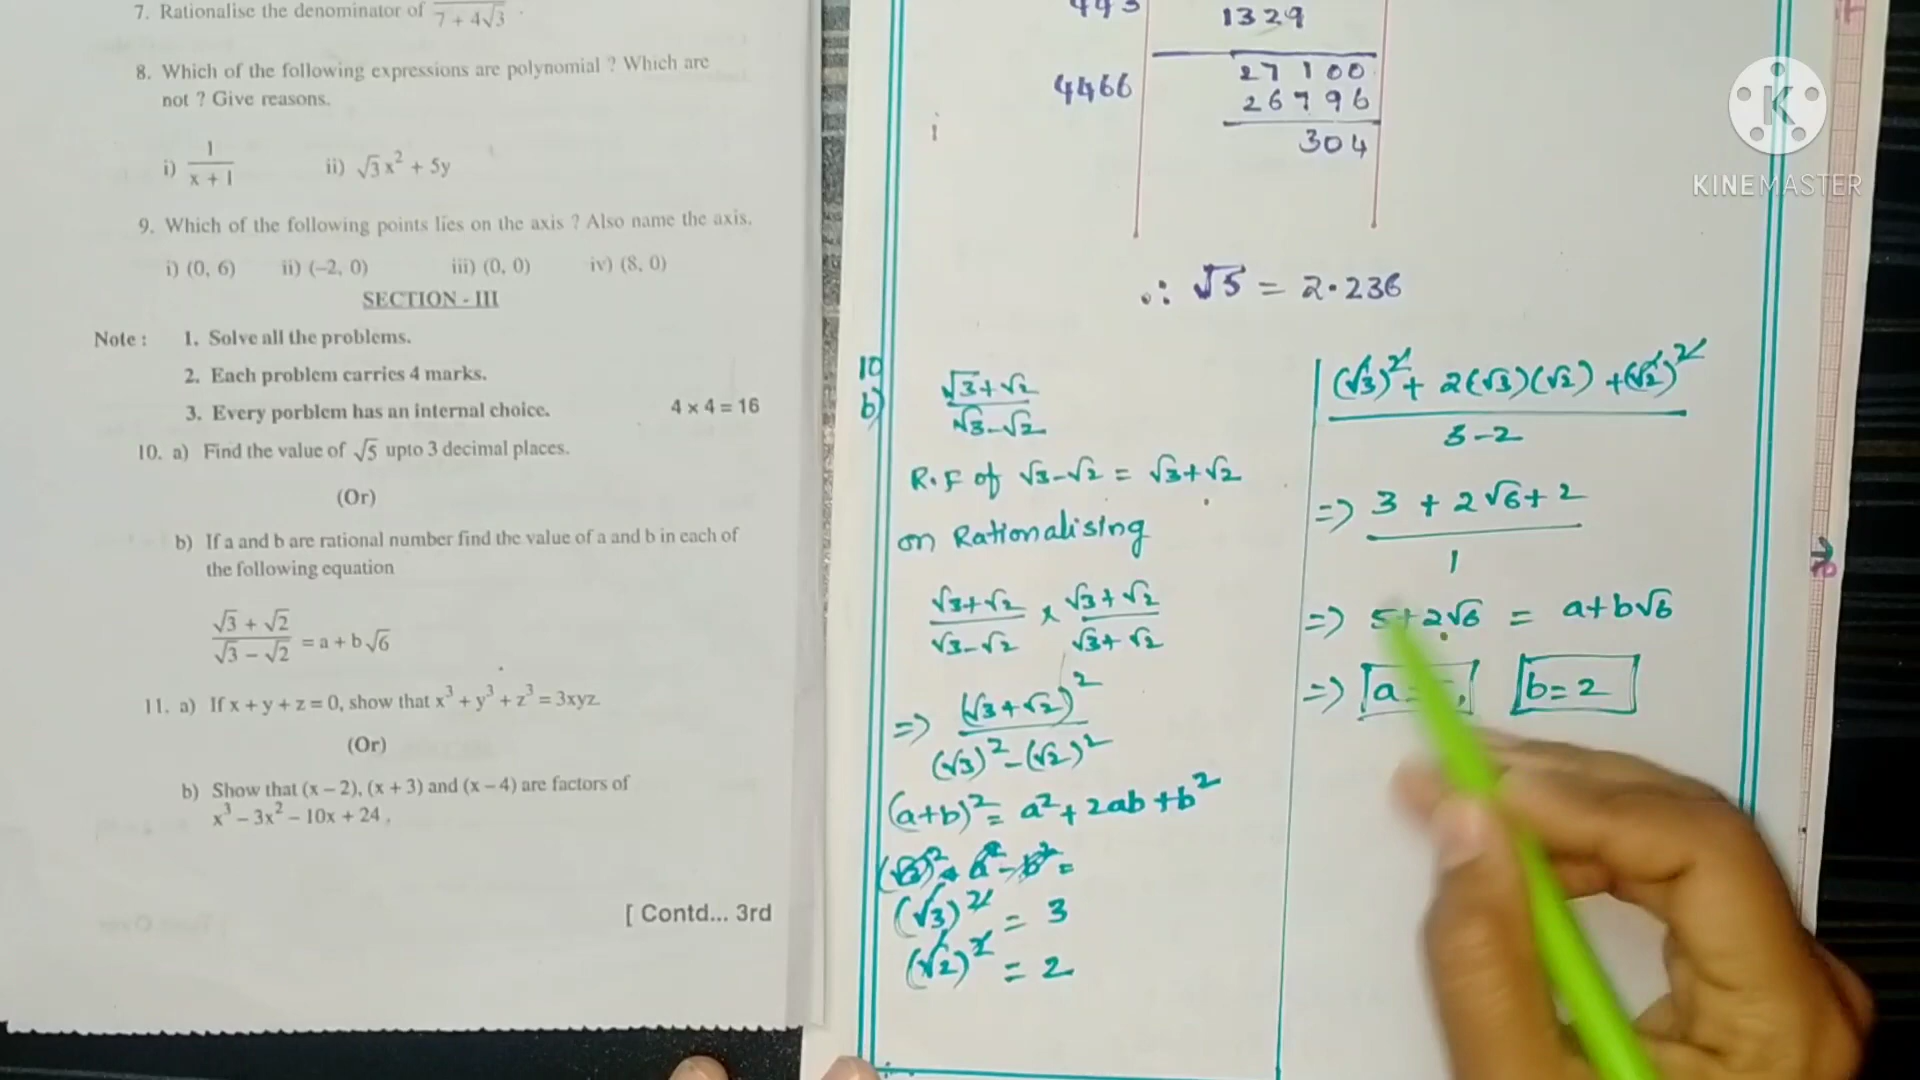 7. Rationalise the denominator of 7 + 4√3 .
8. Which of the following expressions are polynomial ? Which are
not ? Give reasons.
i) 1/(x + 1) ii) √3 x² + 5y
9. Which of the following points lies on the axis ? Also name the axis.
i) (0, 6) ii) (–2, 0) iii) (0, 0) iv) (8, 0)
SECTION - III
Note : 1. Solve all the problems.
2. Each problem carries 4 marks.
3. Every porblem has an internal choice. 4 × 4 = 16
10. a) Find the value of √5 upto 3 decimal places.
(Or)
b) If a and b are rational number find the value of a and b in each of
the following equation
(√3 + √2)/(√3 – √2) = a + b√6
11. a) If x + y + z = 0, show that x³ + y³ + z³ = 3xyz.
(Or)
b) Show that (x – 2), (x + 3) and (x – 4) are factors of
x³ – 3x² – 10x + 24 .
[ Contd... 3rd
443 1329
4466 27100
26796
304
∴ √5 = 2.236
10
b) (√3+√2)/(√3-√2)
R.F of √3-√2 = √3+√2
on Rationalising
(√3+√2)/(√3-√2) × (√3+√2)/(√3+√2)
=> (√3+√2)²/((√3)²-(√2)²)
(a+b)² = a²+2ab+b²
(√3)² = 3
(√2)² = 2
((√3)²+ 2(√3)(√2) +(√2)²)/(3-2)
=> (3 + 2√6+2)/1
=> 5+2√6 = a+b√6
=> a = b=2
KINEMASTER
K